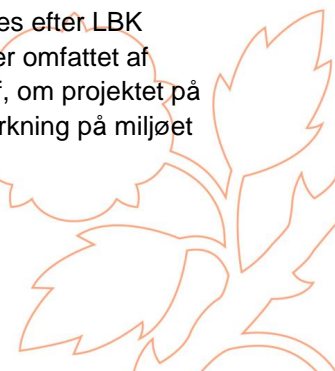 es efter LBK
er omfattet af
, om projektet på
rkning på miljøet